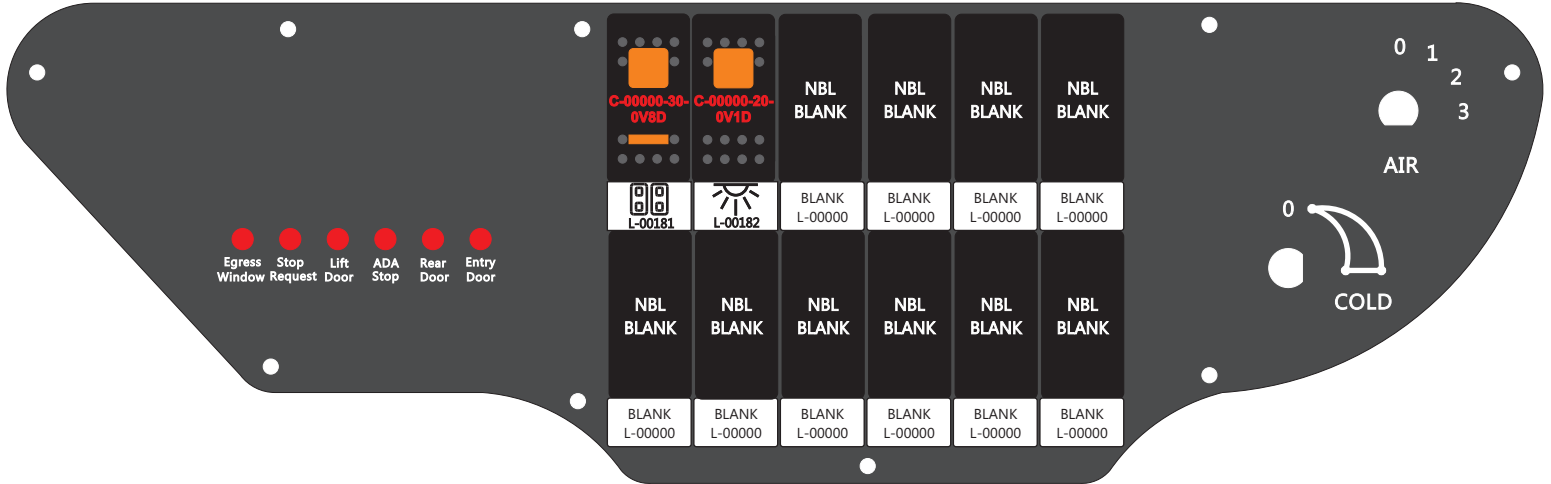 Egress
Window
Stop
Request
Lift
Door
ADA
Stop
Rear
Door
Entry
Door
C-00000-30-
0V8D
C-00000-20-
0V1D
NBL
BLANK
NBL
BLANK
NBL
BLANK
NBL
BLANK
L-00181
L-00182
BLANK
L-00000
BLANK
L-00000
BLANK
L-00000
BLANK
L-00000
NBL
BLANK
NBL
BLANK
NBL
BLANK
NBL
BLANK
NBL
BLANK
NBL
BLANK
BLANK
L-00000
BLANK
L-00000
BLANK
L-00000
BLANK
L-00000
BLANK
L-00000
BLANK
L-00000
0
1
2
3
AIR
0
COLD